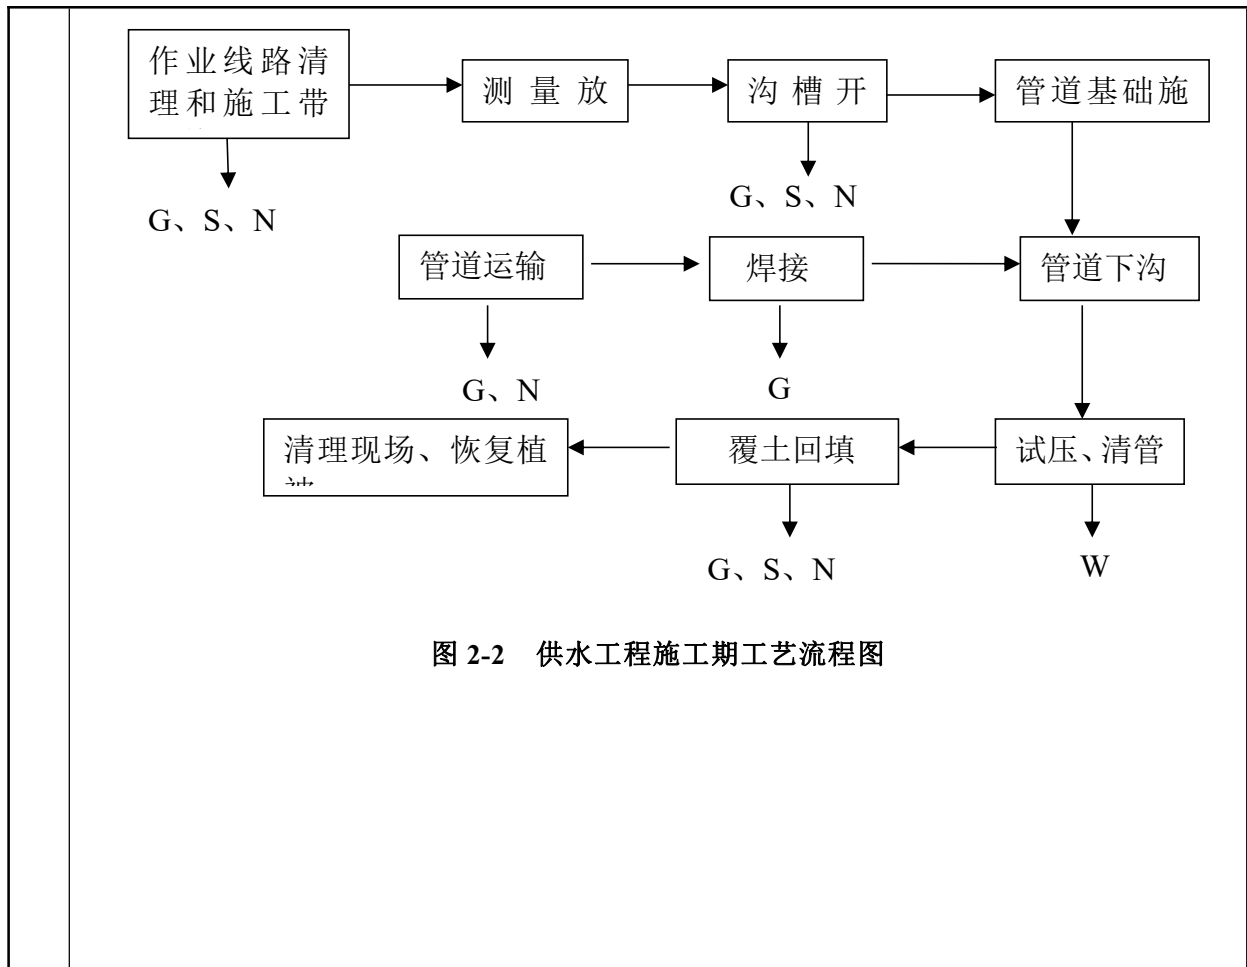 作业线路清
理和施工带
测量放
沟槽开
管道基础施
G、S、N
G、S、N
管道运输
焊接
管道下沟
G、N
G
清理现场、恢复植
覆土回填
试压、清管
G、S、N
W
图 2-2 供水工程施工期工艺流程图